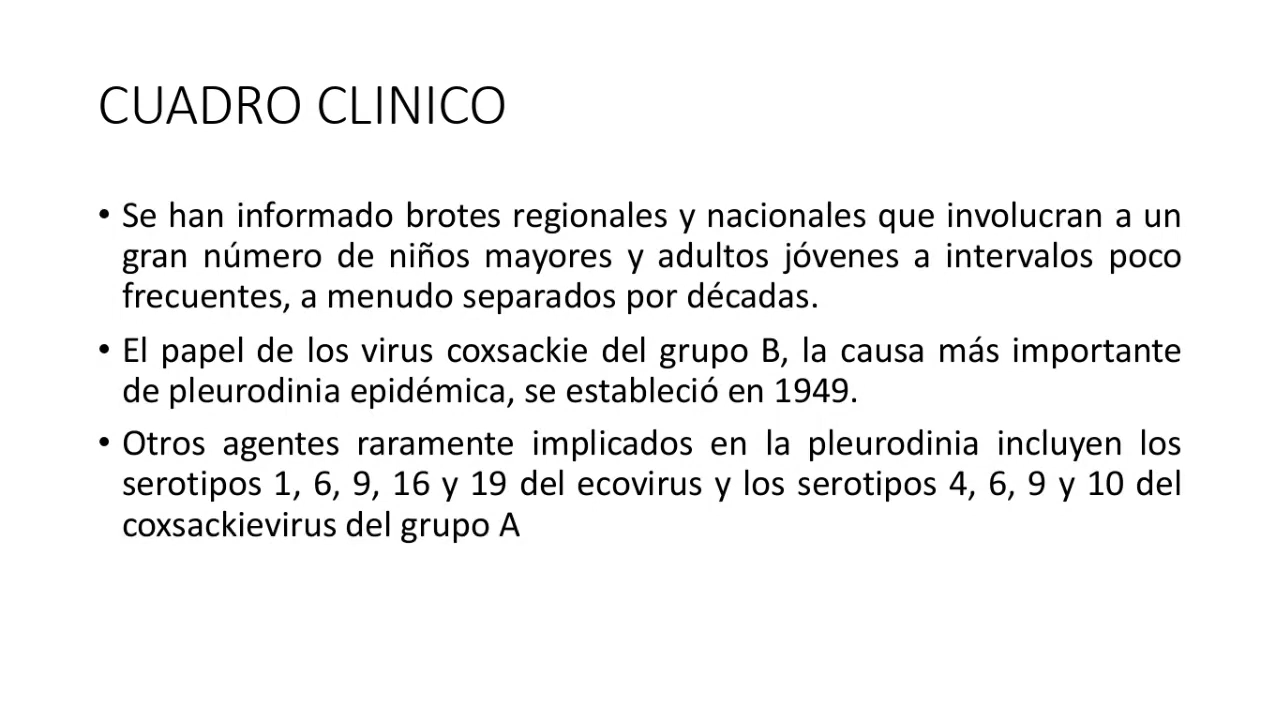 CUADRO CLINICO
• Se han informado brotes regionales y nacionales que involucran a un
gran número de niños mayores y adultos jóvenes a intervalos poco
frecuentes, a menudo separados por décadas.
• El papel de los virus coxsackie del grupo B, la causa más importante
de pleurodinia epidémica, se estableció en 1949.
• Otros agentes raramente implicados en la pleurodinia incluyen los
serotipos 1, 6, 9, 16 y 19 del ecovirus y los serotipos 4, 6, 9 y 10 del
coxsackievirus del grupo A